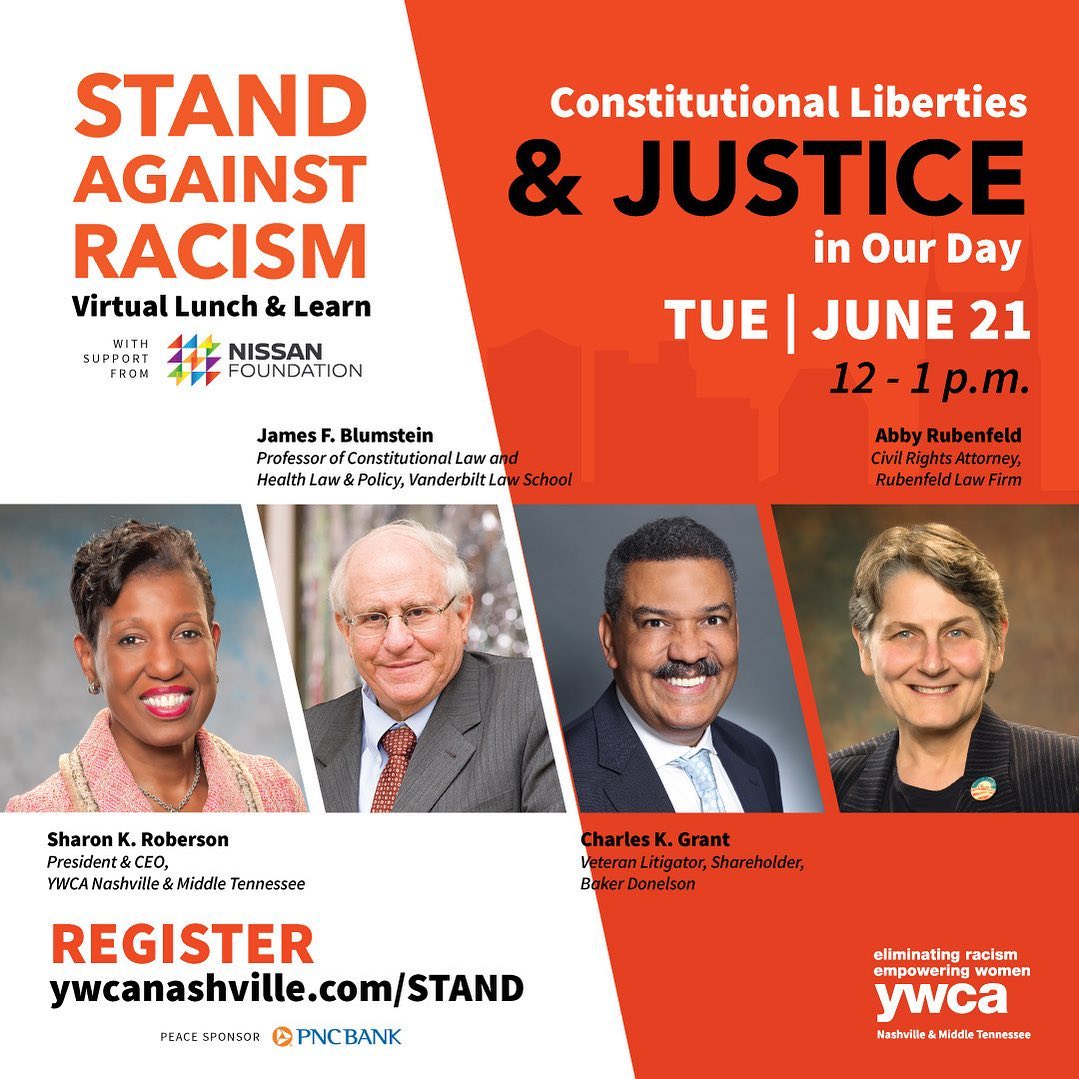 STAND
AGAINST
RACISM
Virtual Lunch & Learn
WITH
SUPPORT
FROM
NISSAN
FOUNDATION
Constitutional Liberties
& JUSTICE
in Our Day
TUE | JUNE 21
12 - 1 p.m.
James F. Blumstein
Professor of Constitutional Law and
Health Law & Policy, Vanderbilt Law School
Abby Rubenfeld
Civil Rights Attorney,
Rubenfeld Law Firm
Sharon K. Roberson
President & CEO,
YWCA Nashville & Middle Tennessee
Charles K. Grant
Veteran Litigator, Shareholder,
Baker Donelson
REGISTER
ywcanashville.com/STAND
PEACE SPONSOR PNC BANK
eliminating racism
empowering women
ywca
Nashville & Middle Tennessee